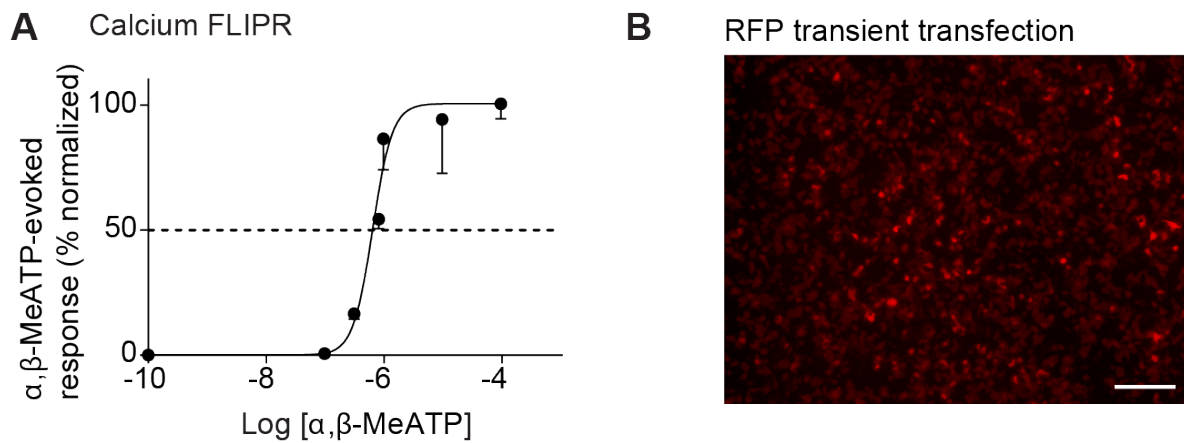 A
Calcium FLIPR
α,β-MeATP-evoked
response (% normalized)
100
50
0
-10
-8
-6
-4
Log [α,β-MeATP]
B
RFP transient transfection